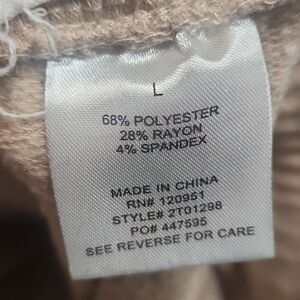 L
68% POLYESTER
28% RAYON
4% SPANDEX
MADE IN CHINA
RN# 120951
STYLE# 2T01298
PO# 447595
SEE REVERSE FOR CARE